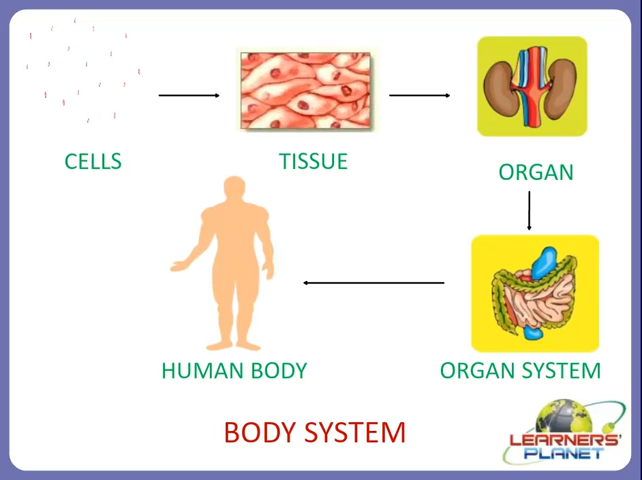 CELLS
TISSUE
ORGAN
HUMAN BODY
ORGAN SYSTEM
BODY SYSTEM
LEARNERS'
PLANET